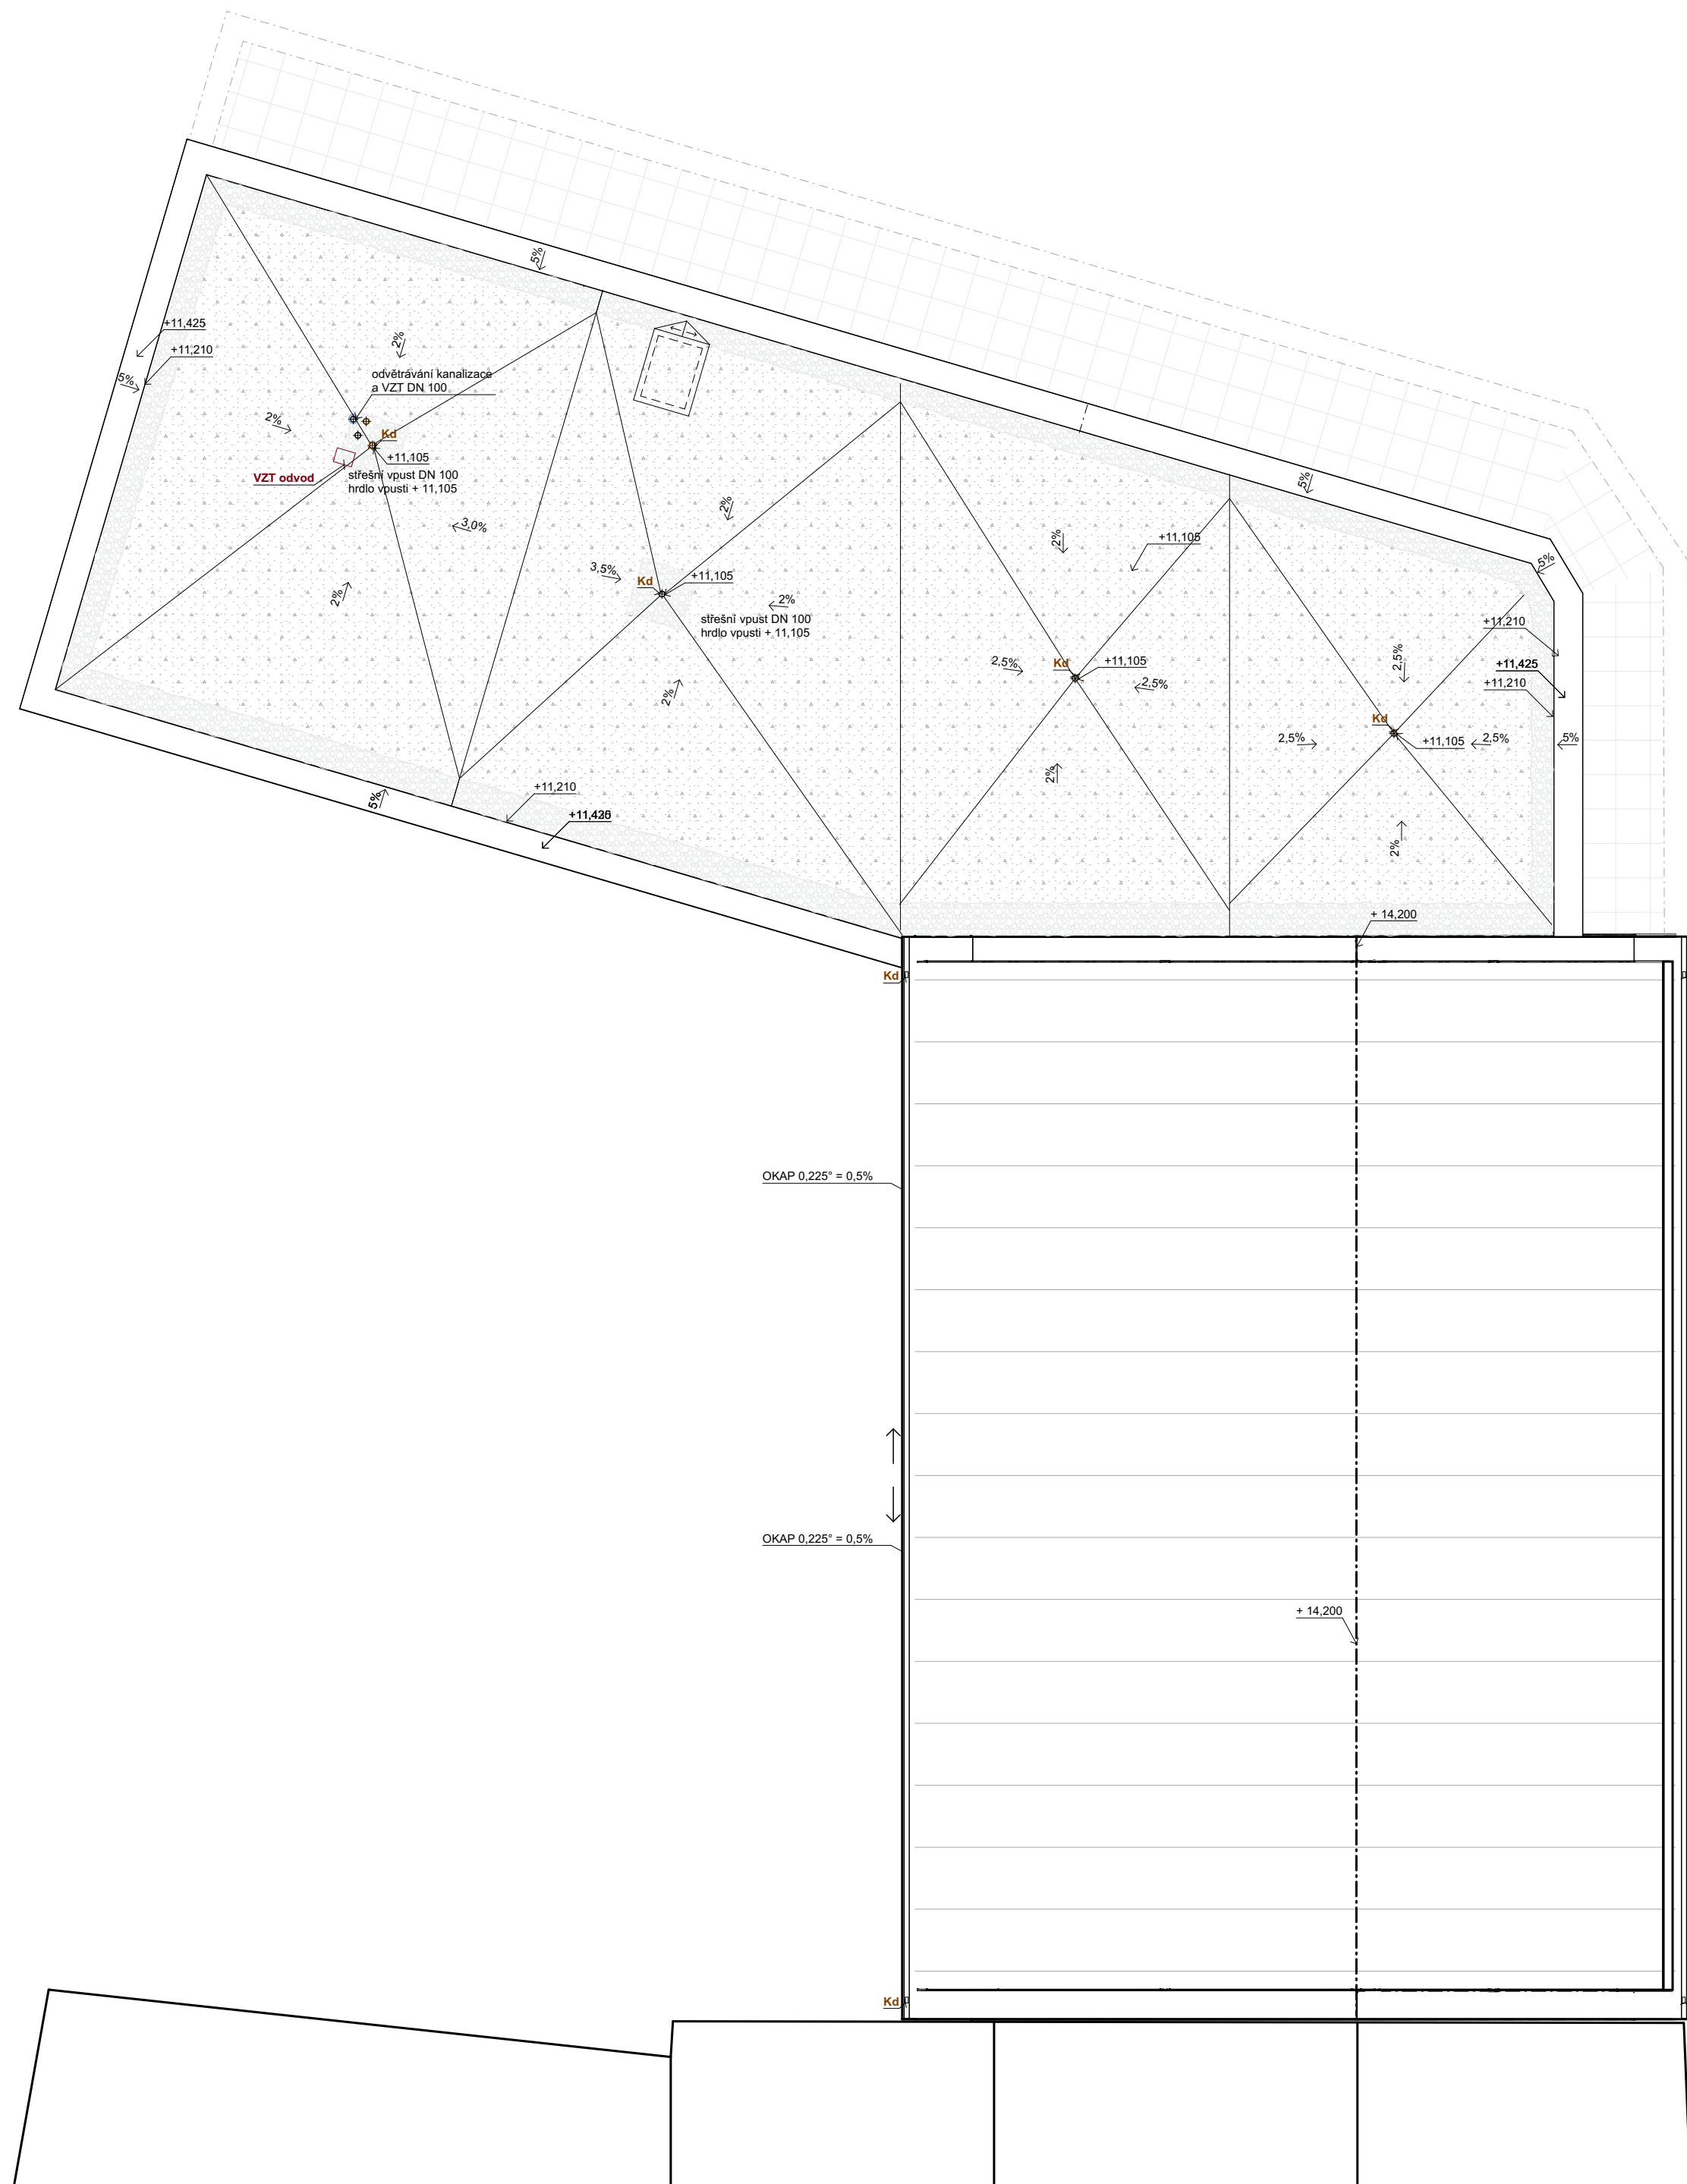 5%
+11,425
+11,210
5%
2%
odvětrávání kanalizace
a VZT DN 100
2%
Kd
+11,105
VZT odvod
střešní vpust DN 100
hrdlo vpusti + 11,105
3,0%
2%
2%
5%
5%
2%
+11,105
3,5%
Kd
+11,105
2%
střešní vpust DN 100
hrdlo vpusti + 11,105
+11,210
2,5%
2,5%
Kd
+11,105
+11,425
2,5%
2,5%
+11,210
2%
Kd
+11,105
2,5%
2,5%
5%
2%
+11,210
5%
2%
+ 14,200
Kd
OKAP 0,225° = 0,5%
OKAP 0,225° = 0,5%
+ 14,200
Kd